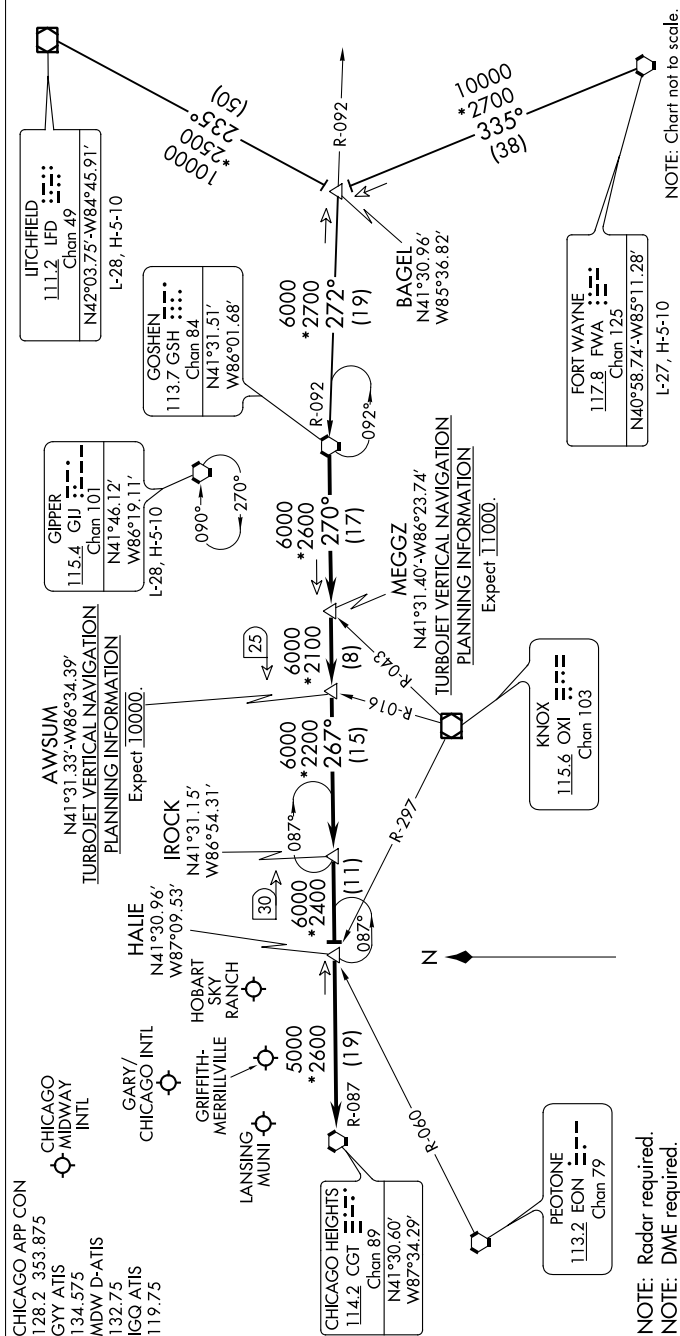 CHICAGO APP CON
128.2 353.875
GYY ATIS
134.575
MDW D-ATIS
132.75
IGQ ATIS
119.75
CHICAGO
MIDWAY
INTL
GARY/
CHICAGO INTL
GRIFFITH-
MERRILLVILLE
LANSING
MUNI
HOBART
SKY
RANCH
HALIE
N41°30.96'
W87°09.53'
IROCK
N41°31.15'
W86°54.31'
AWSUM
N41°31.33'-W86°34.39'
TURBOJET VERTICAL NAVIGATION
PLANNING INFORMATION
Expect 10000.
GIPPER
115.4 GIJ
Chan 101
N41°46.12'
W86°19.11'
L-28, H-5-10
090°
270°
GOSHEN
113.7 GSH
Chan 84
N41°31.51'
W86°01.68'
LITCHFIELD
111.2 LFD
Chan 49
N42°03.75'-W84°45.91'
L-28, H-5-10
10000
*2500
235°
(50)
R-092
BAGEL
N41°30.96'
W85°36.82'
6000
*2700
272°
(19)
R-092
092°
6000
*2600
270°
(17)
MEGGZ
N41°31.40'-W86°23.74'
TURBOJET VERTICAL NAVIGATION
PLANNING INFORMATION
Expect 11000.
25
6000
*2100
(8)
6000
*2200
267°
(15)
087°
30
6000
*2400
(11)
087°
5000
*2600
(19)
R-087
CHICAGO HEIGHTS
114.2 CGT
Chan 89
N41°30.60'
W87°34.29'
R-043
R-016
R-297
KNOX
115.6 OXI
Chan 103
R-060
PEOTONE
113.2 EON
Chan 79
N
10000
*2700
335°
(38)
FORT WAYNE
117.8 FWA
Chan 125
N40°58.74'-W85°11.28'
L-27, H-5-10
NOTE: Radar required.
NOTE: DME required.
NOTE: Chart not to scale.